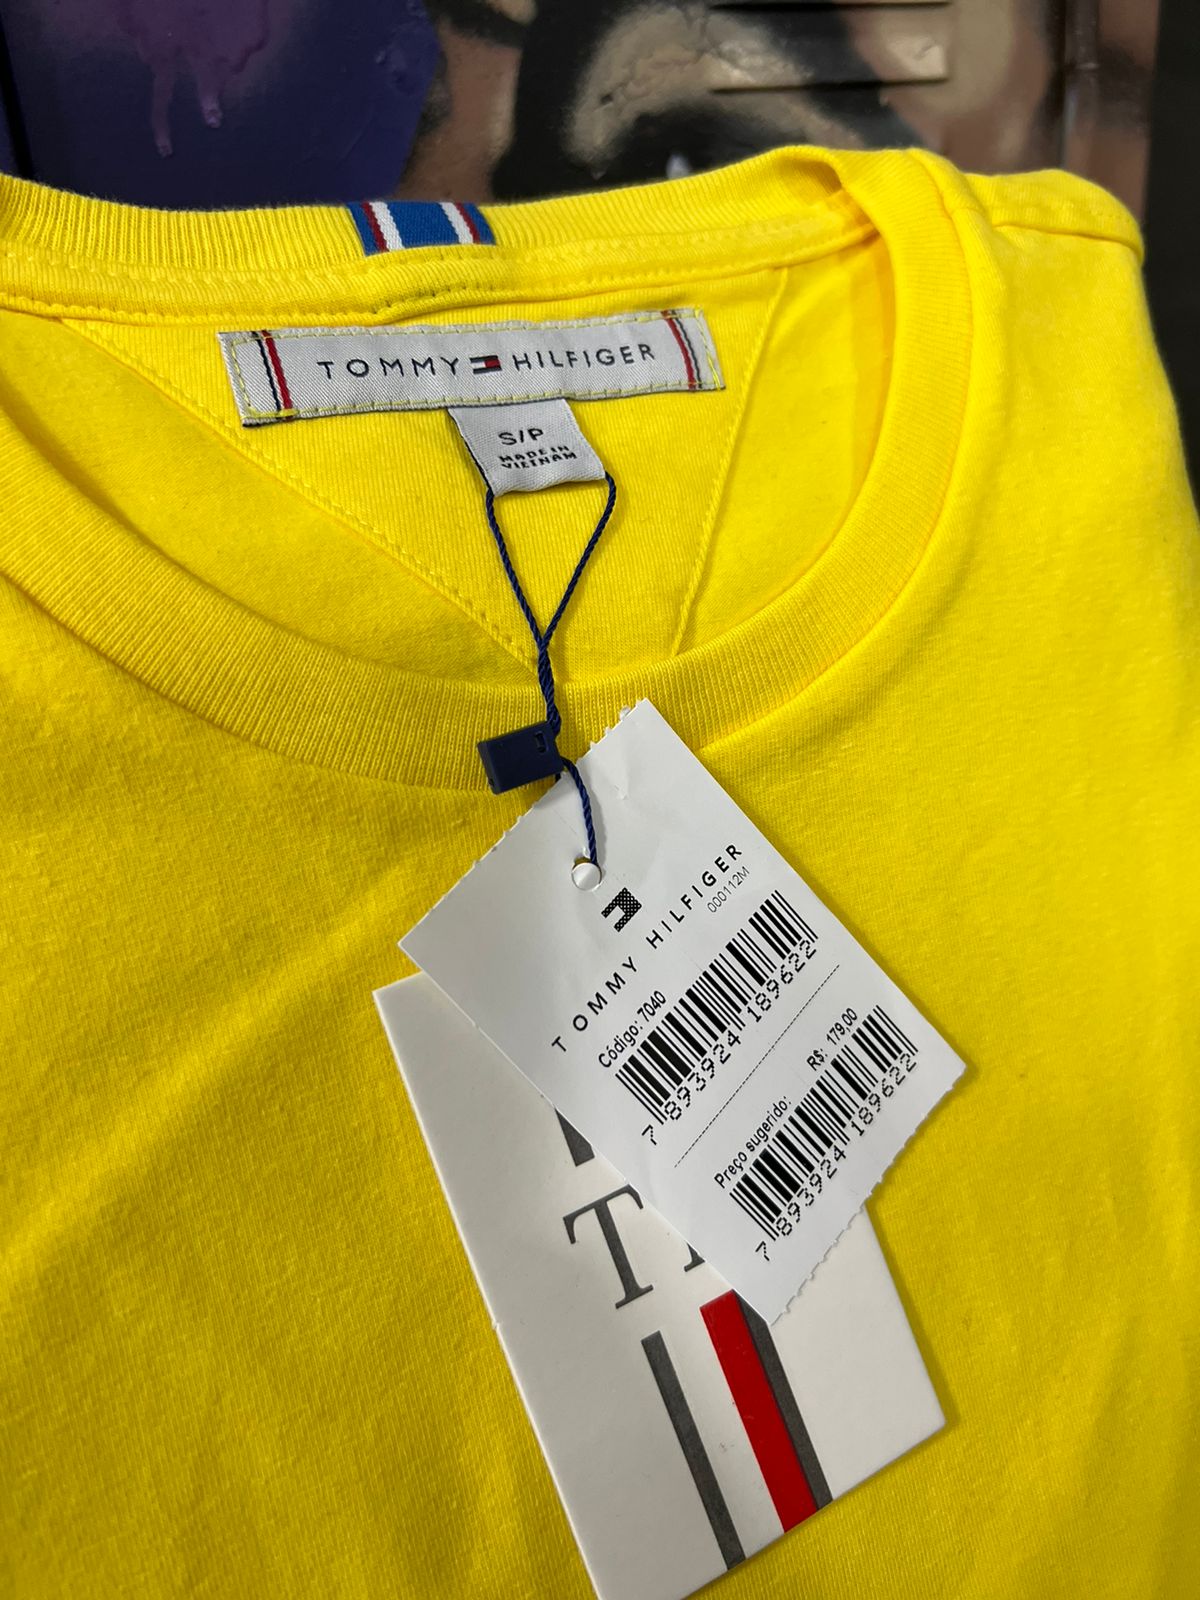 TOMMY HILFIGER
S/P
MADE IN
VIETNAM
TOMMY HILFIGER
000112M
Código: 7040
7 893924 189622
Preço sugerido: R$: 179,00
7 893924 189622
T